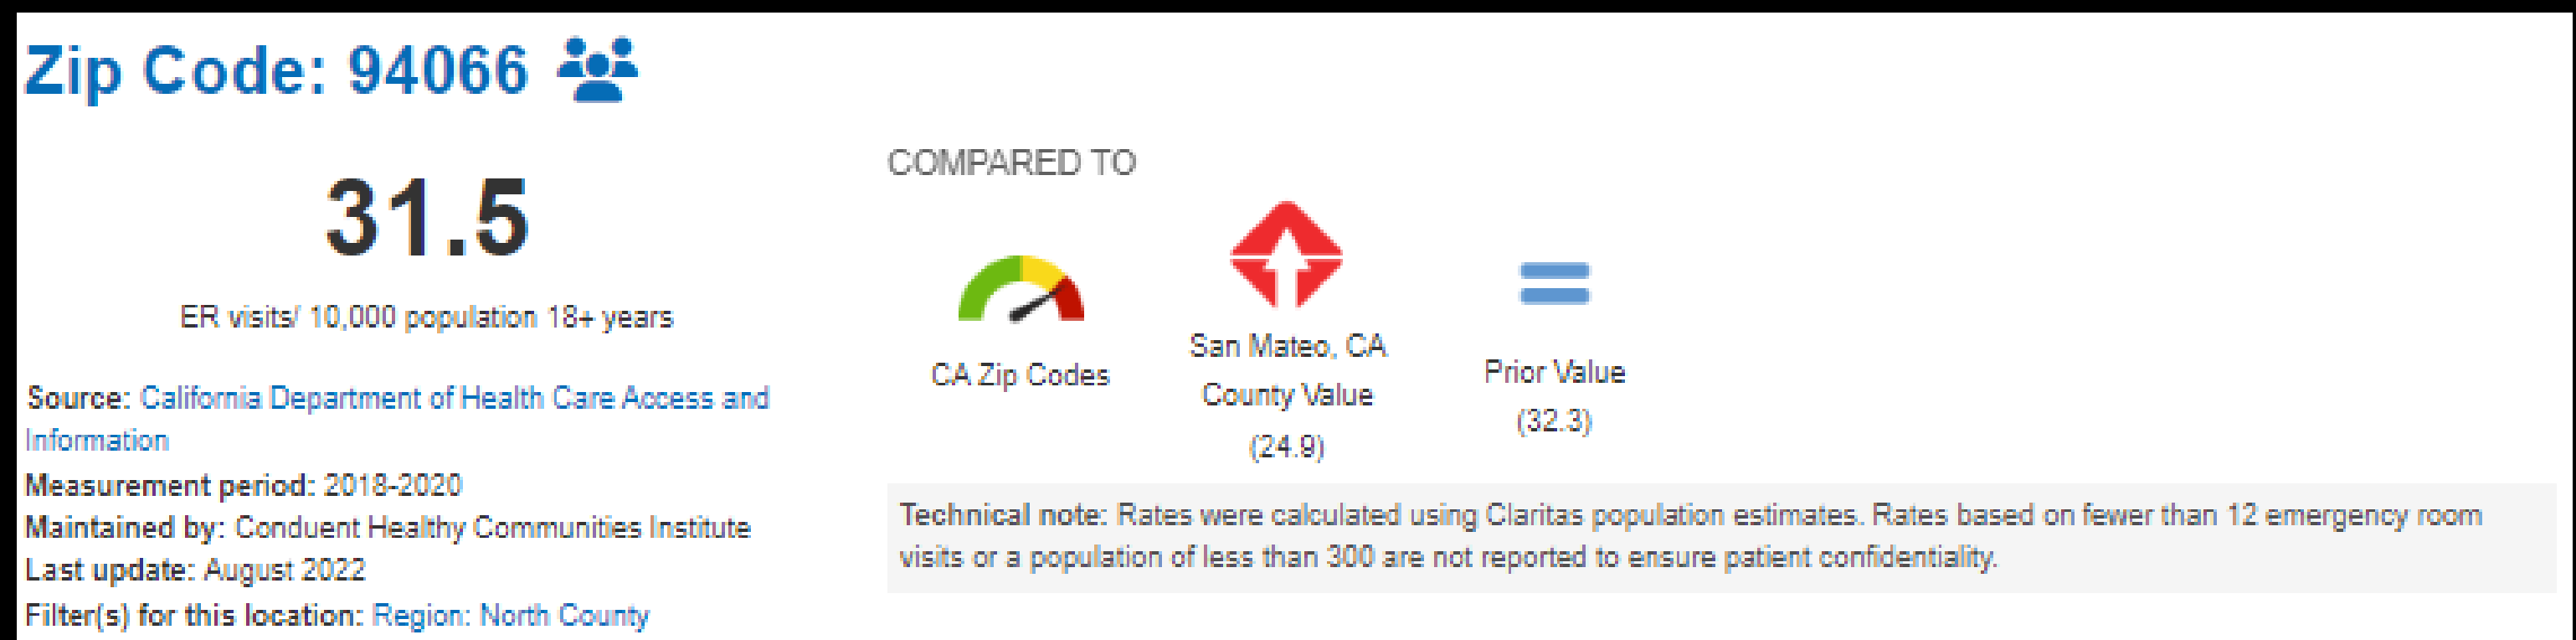 Zip Code: 94066
31.5
ER visits/ 10,000 population 18+ years
Source: California Department of Health Care Access and
Information
Measurement period: 2018-2020
Maintained by: Conduent Healthy Communities Institute
Last update: August 2022
Filter(s) for this location: Region: North County
COMPARED TO
CA Zip Codes
San Mateo, CA
County Value
(24.9)
Prior Value
(32.3)
Technical note: Rates were calculated using Claritas population estimates. Rates based on fewer than 12 emergency room
visits or a population of less than 300 are not reported to ensure patient confidentiality.